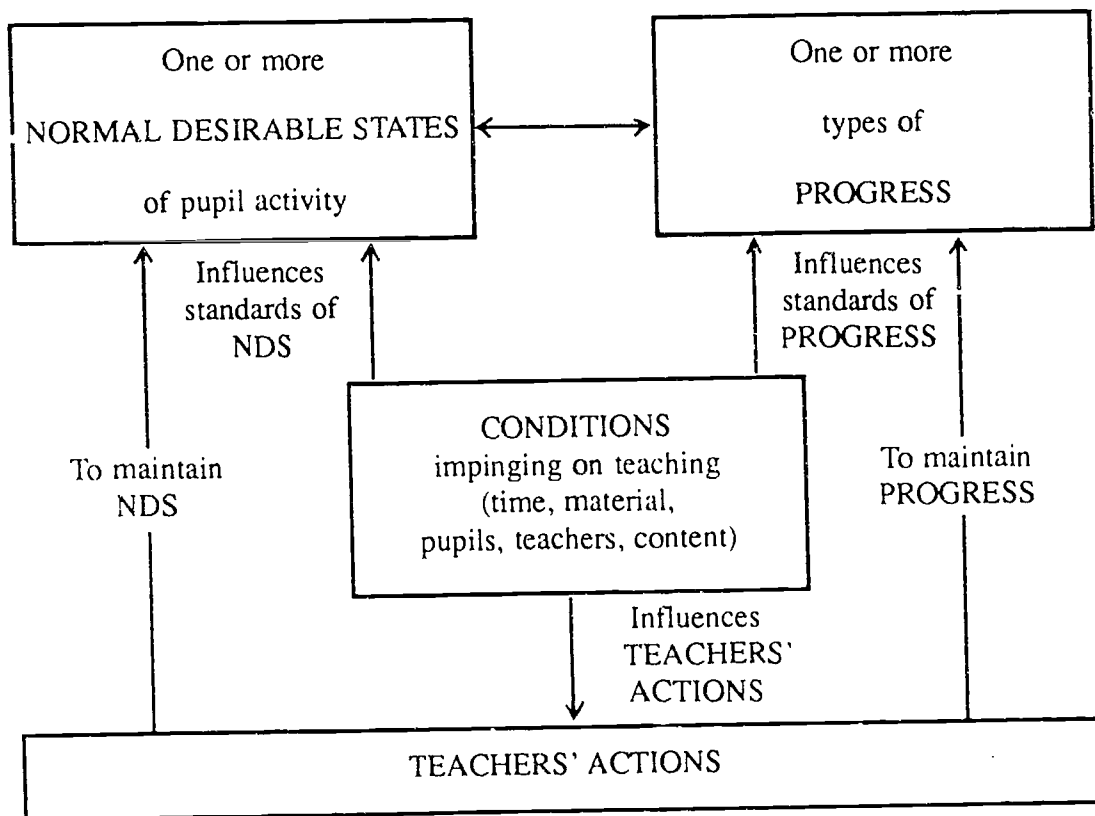 One or more
NORMAL DESIRABLE STATES
of pupil activity
One or more
types of
PROGRESS
Influences
standards of
NDS
Influences
standards of
PROGRESS
CONDITIONS
impinging on teaching
(time, material,
pupils, teachers, content)
To maintain
NDS
To maintain
PROGRESS
Influences
TEACHERS'
ACTIONS
TEACHERS' ACTIONS